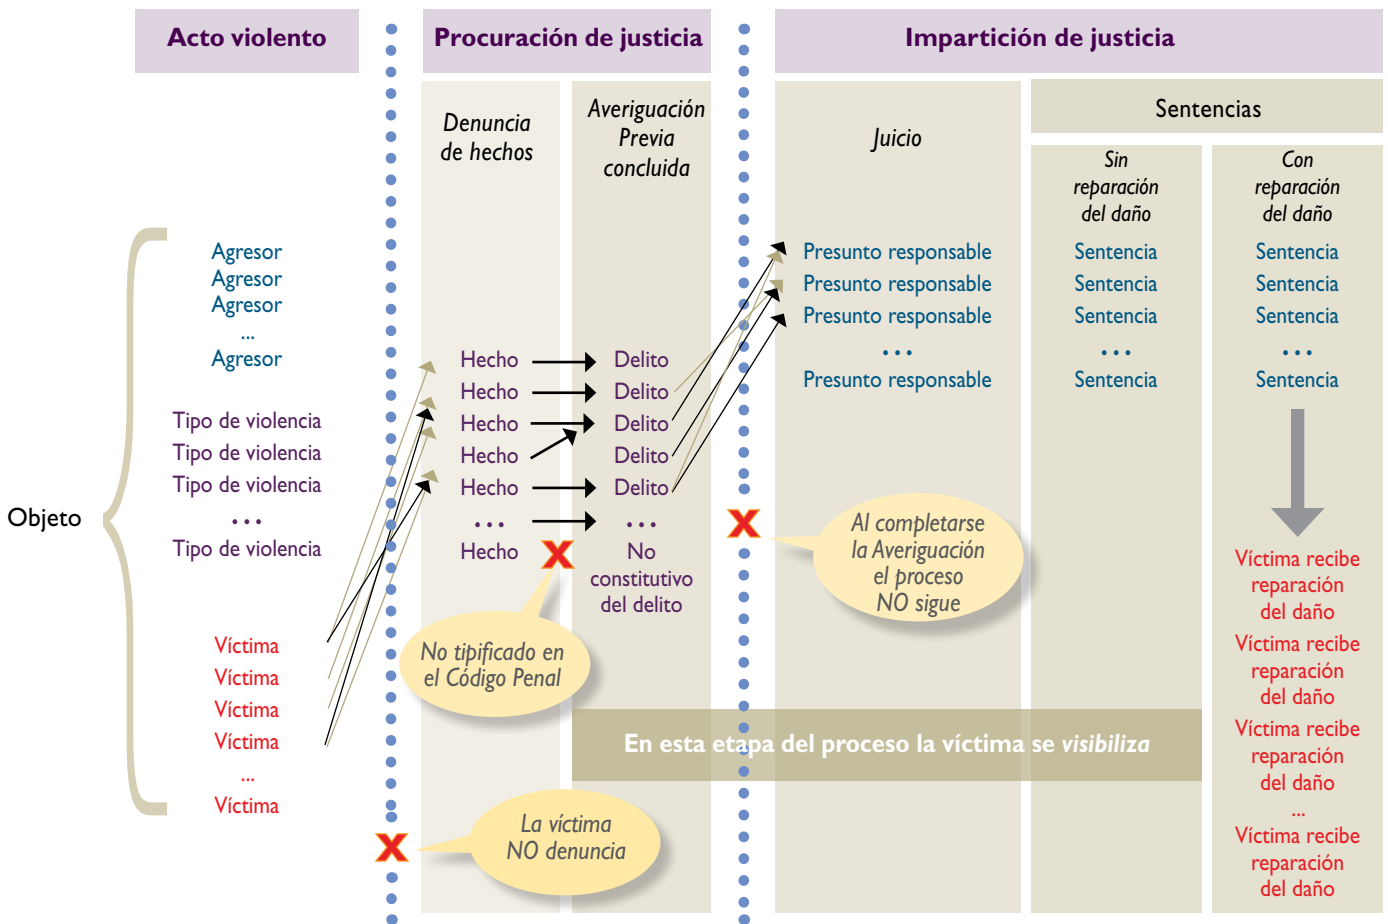 Acto violento
Procuración de justicia
Impartición de justicia
Denuncia
de hechos
Averiguación
Previa
concluida
Juicio
Sentencias
Sin
reparación
del daño
Con
reparación
del daño
Objeto
Agresor
Agresor
Agresor
...
Agresor
Tipo de violencia
Tipo de violencia
Tipo de violencia
...
Tipo de violencia
Víctima
Víctima
Víctima
Víctima
...
Víctima
Hecho
Hecho
Hecho
Hecho
Hecho
...
Hecho
Delito
Delito
Delito
Delito
Delito
...
No
constitutivo
del delito
X
No tipificado en
el Código Penal
X
La víctima
NO denuncia
X
Al completarse
la Averiguación
el proceso
NO sigue
Presunto responsable
Presunto responsable
Presunto responsable
...
Presunto responsable
Sentencia
Sentencia
Sentencia
...
Sentencia
Sentencia
Sentencia
Sentencia
...
Sentencia
Víctima recibe
reparación
del daño
Víctima recibe
reparación
del daño
Víctima recibe
reparación
del daño
...
Víctima recibe
reparación
del daño
En esta etapa del proceso la víctima se visibiliza